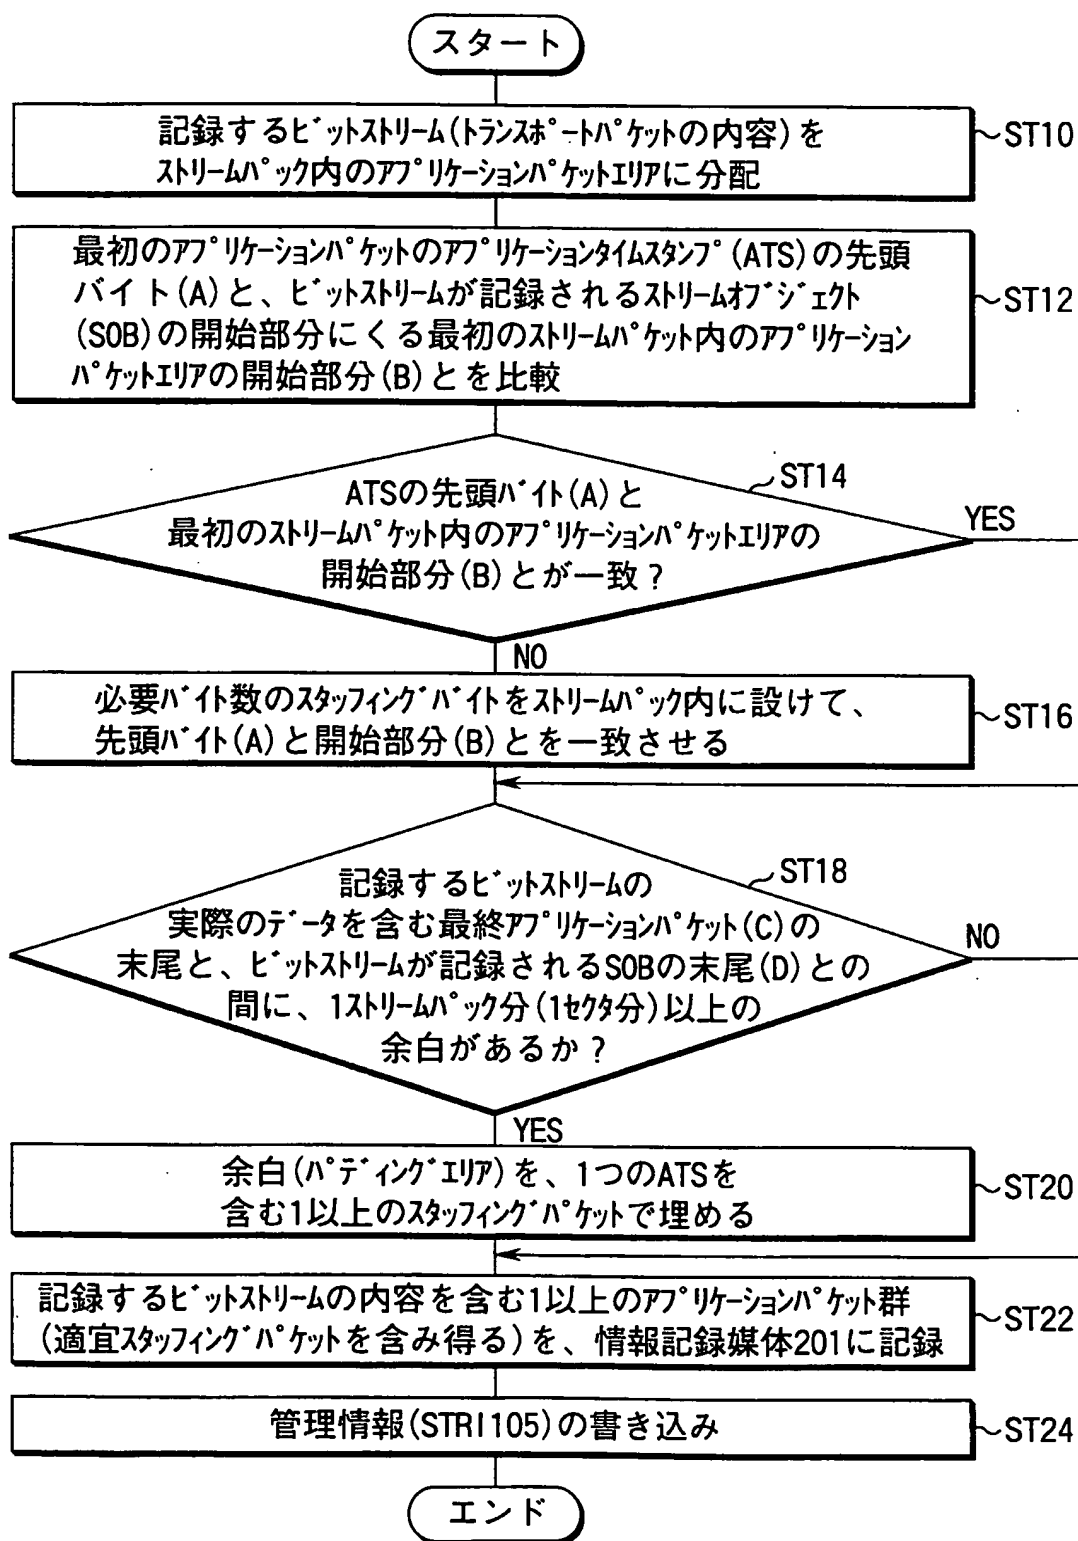 スタート
記録するビットストリーム(トランスポートパケットの内容)を
ストリームパック内のアプリケーションパケットエリアに分配
ST10
最初のアプリケーションパケットのアプリケーションタイムスタンプ(ATS)の先頭
バイト(A)と、ビットストリームが記録されるストリームオブジェクト
(SOB)の開始部分にくる最初のストリームパケット内のアプリケーション
パケットエリアの開始部分(B)とを比較
ST12
ST14
ATSの先頭バイト(A)と
最初のストリームパケット内のアプリケーションパケットエリアの
開始部分(B)とが一致?
YES
NO
必要バイト数のスタッフィングバイトをストリームパック内に設けて、
先頭バイト(A)と開始部分(B)とを一致させる
ST16
ST18
記録するビットストリームの
実際のデータを含む最終アプリケーションパケット(C)の
末尾と、ビットストリームが記録されるSOBの末尾(D)との
間に、1ストリームパック分(1セクタ分)以上の
余白があるか?
NO
YES
余白(パディングエリア)を、1つのATSを
含む1以上のスタッフィングパケットで埋める
ST20
記録するビットストリームの内容を含む1以上のアプリケーションパケット群
(適宜スタッフィングパケットを含み得る)を、情報記録媒体201に記録
ST22
管理情報(STRI105)の書き込み
ST24
エンド